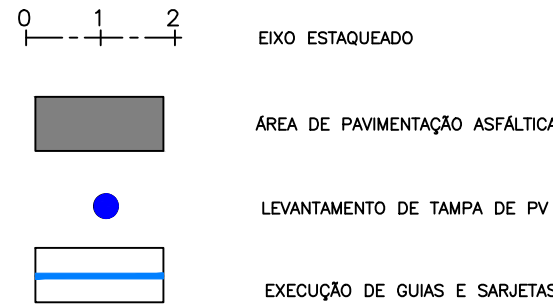 0 1 2
EIXO ESTAQUEADO
ÁREA DE PAVIMENTAÇÃO ASFÁLTICA
LEVANTAMENTO DE TAMPA DE PV
EXECUÇÃO DE GUIAS E SARJETAS